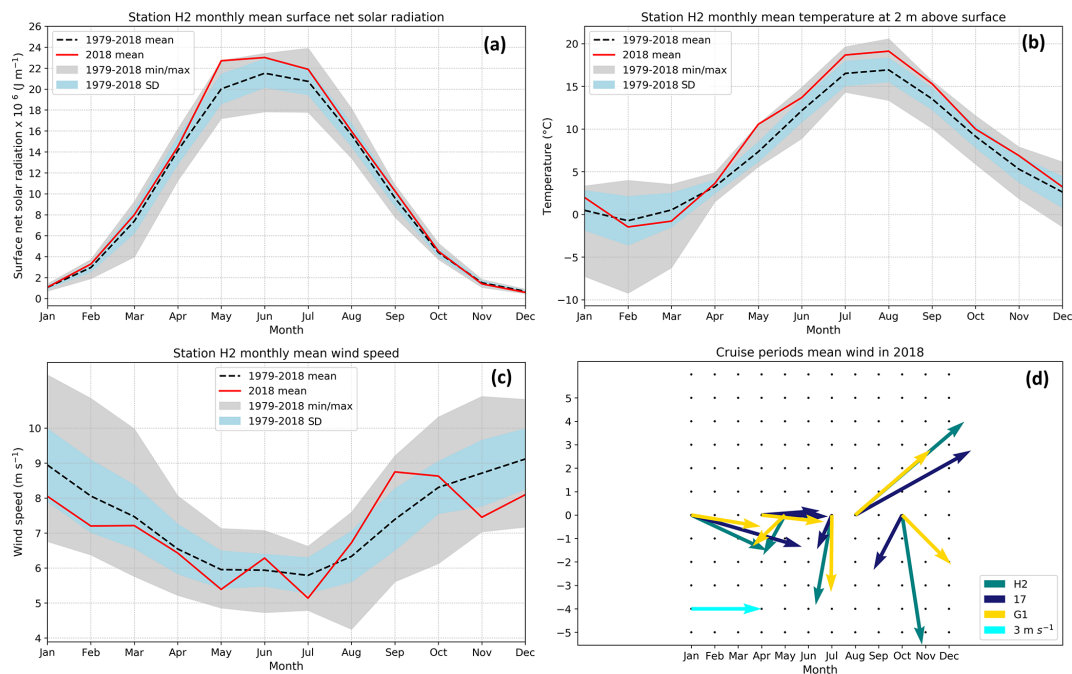 Station H2 monthly mean surface net solar radiation
(a)
1979-2018 mean
2018 mean
1979-2018 min/max
1979-2018 SD
Surface net solar radiation x 10⁶ (J m⁻¹)
26
24
22
20
18
16
14
12
10
8
6
4
2
0
Jan Feb Mar Apr May Jun Jul Aug Sep Oct Nov Dec
Month
Station H2 monthly mean temperature at 2 m above surface
(b)
1979-2018 mean
2018 mean
1979-2018 min/max
1979-2018 SD
Temperature (°C)
20
15
10
5
0
−5
−10
Jan Feb Mar Apr May Jun Jul Aug Sep Oct Nov Dec
Month
Station H2 monthly mean wind speed
(c)
1979-2018 mean
2018 mean
1979-2018 min/max
1979-2018 SD
Wind speed (m s⁻¹)
10
9
8
7
6
5
4
Jan Feb Mar Apr May Jun Jul Aug Sep Oct Nov Dec
Month
Cruise periods mean wind in 2018
(d)
5
4
3
2
1
0
−1
−2
−3
−4
−5
H2
17
G1
3 m s⁻¹
Jan Feb Mar Apr May Jun Jul Aug Sep Oct Nov Dec
Month